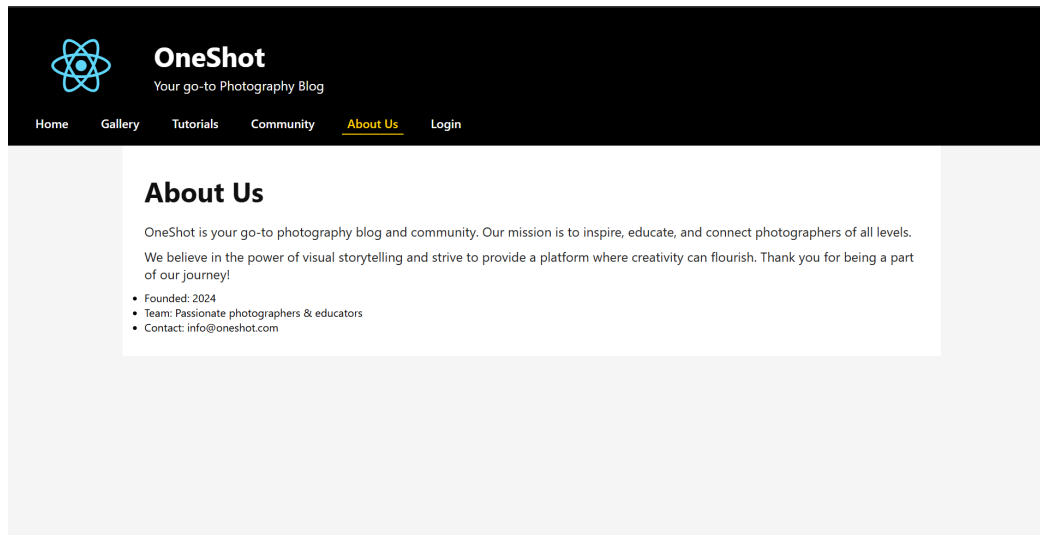 OneShot
Your go-to Photography Blog
Home Gallery Tutorials Community About Us Login
About Us
OneShot is your go-to photography blog and community. Our mission is to inspire, educate, and connect photographers of all levels.
We believe in the power of visual storytelling and strive to provide a platform where creativity can flourish. Thank you for being a part
of our journey!
• Founded: 2024
• Team: Passionate photographers & educators
• Contact: info@oneshot.com